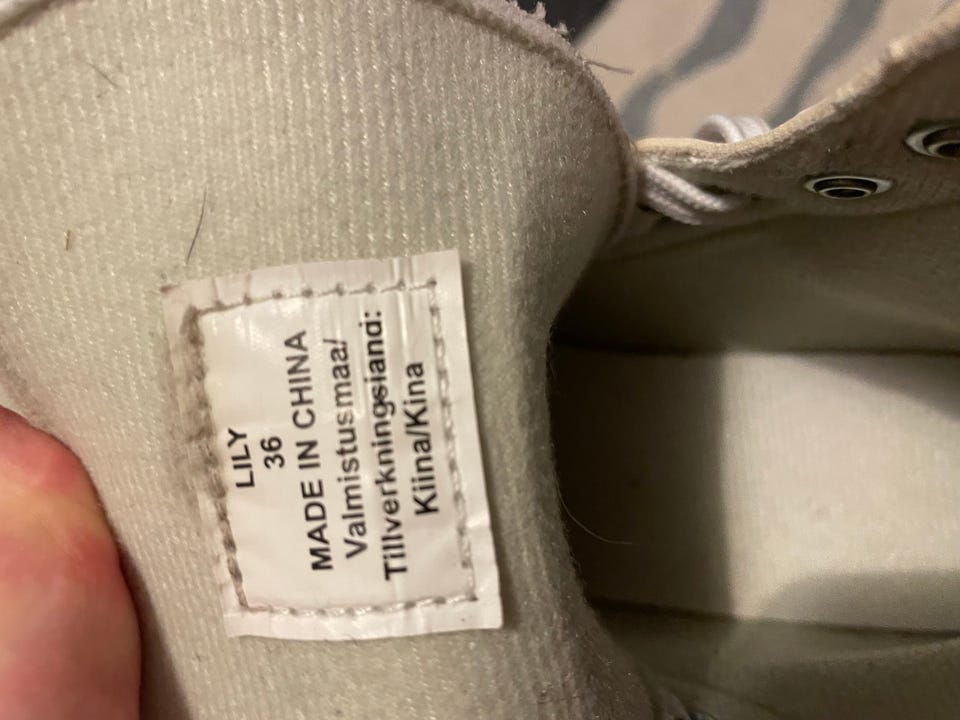 LILY
36
MADE IN CHINA
Valmistusmaa/
Tillverkningsland:
Kiina/Kina